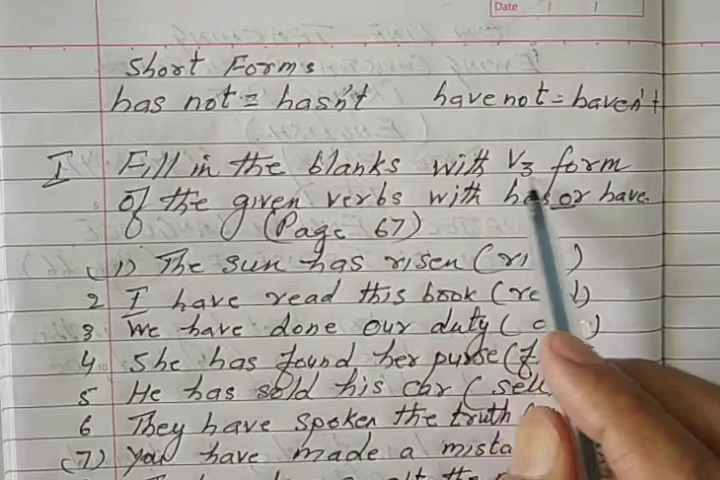 Date / /
Short Forms
has not = hasn't have not = haven't
I Fill in the blanks with V3 form
of the given verbs with has or have.
(Page 67)
(1) The sun has risen (ri )
2 I have read this book (re d)
3 We have done our duty ( )
4. She has found her purse (f
5 He has sold his car (sell
6 They have spoken the truth (
(7) You have made a mista